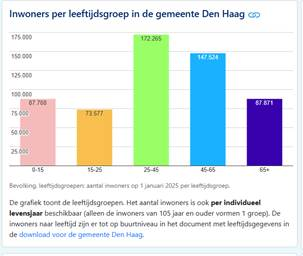 Inwoners per leeftijdsgroep in de gemeente Den Haag
175.000
172.265
150.000
147.524
125.000
100.000
87.768
87.871
75.000
73.577
50.000
25.000
0-15 15-25 25-45 45-65 65+
Bevolking, leeftijdsgroepen: aantal inwoners op 1 januari 2025 per leeftijdsgroep.
De grafiek toont de leeftijdsgroepen. Het aantal inwoners is ook per individueel
levensjaar beschikbaar (alleen de inwoners van 105 jaar en ouder vormen 1 groep). De
inwoners naar leeftijd zijn er tot op buurtniveau in het document met leeftijdsgegevens in
de download voor de gemeente Den Haag.